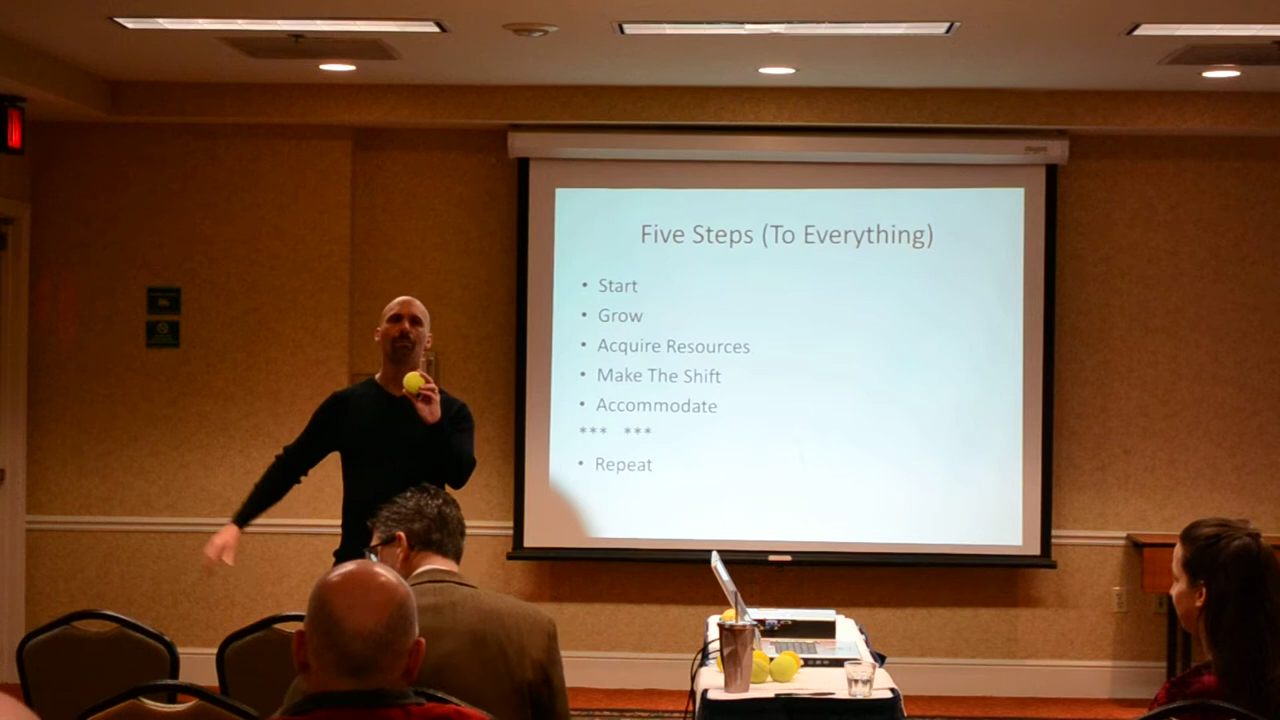 Five Steps (To Everything)
• Start
• Grow
• Acquire Resources
• Make The Shift
• Accommodate
*** ***
• Repeat